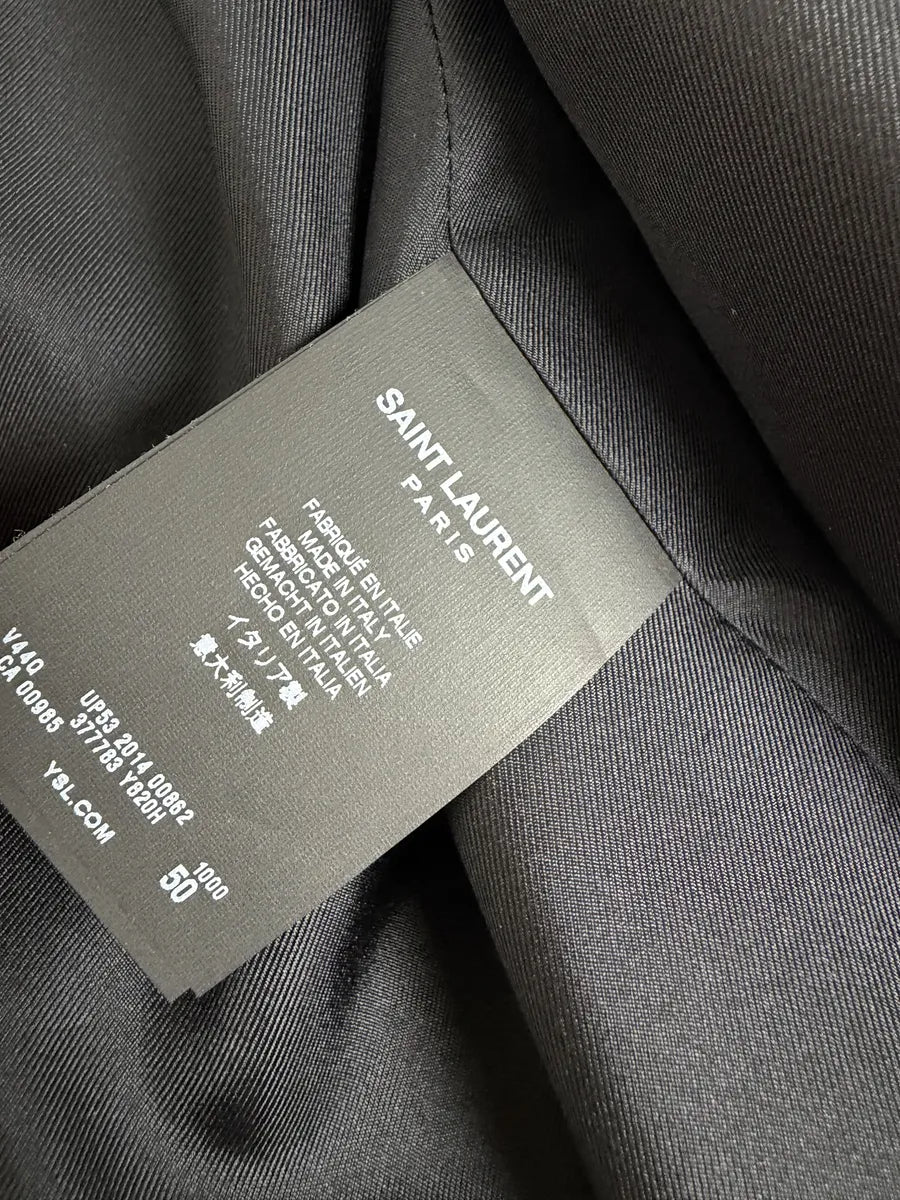 SAINT LAURENT
PARIS
FABRIQUÉ EN ITALIE
MADE IN ITALY
FABBRICATO IN ITALIA
GEMACHT IN ITALIEN
HECHO EN ITALIA
イタリア製
意大利制造
V44Q UP53 2014 00862
CA 00985 377783 Y820H
YSL.COM
1000
50